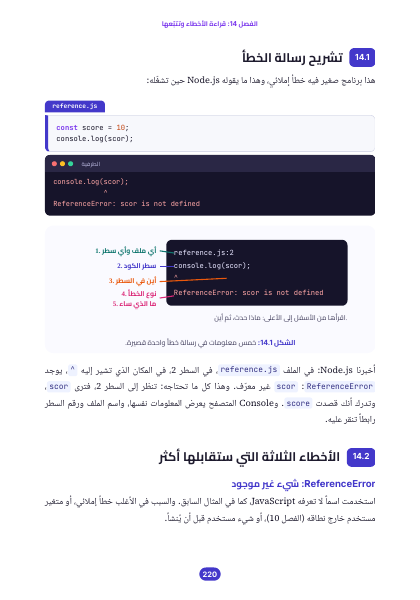 الفصل 14: قراءة الأخطاء وتتبّعها
14.1 تشريح رسالة الخطأ
هذا برنامج صغير فيه خطأ إملائي، وهذا ما يقوله Node.js حين تشغّله:
reference.js
const score = 10;
console.log(scor);
الطرفية
console.log(scor);
^
ReferenceError: scor is not defined
1. أي ملف وأي سطر
reference.js:2
2. سطر الكود
console.log(scor);
3. أين في السطر
^
4. نوع الخطأ
ReferenceError: scor is not defined
5. ما الذي ساء
اقرأها من الأسفل إلى الأعلى: ماذا حدث، ثم أين.
الشكل 14.1: خمس معلومات في رسالة خطأ واحدة قصيرة.
أخبرنا Node.js: في الملف reference.js، في السطر 2، في المكان الذي تشير إليه ^، يوجد
ReferenceError: scor غير معرّف. وهذا كل ما تحتاجه: تنظر إلى السطر 2، فترى scor،
وتدرك أنك قصدت score. وConsole المتصفح يعرض المعلومات نفسها، واسم الملف ورقم السطر
رابطاً تنقر عليه.
14.2 الأخطاء الثلاثة التي ستقابلها أكثر
ReferenceError: شيء غير موجود
استخدمت اسماً لا تعرفه JavaScript كما في المثال السابق. والسبب في الأغلب خطأ إملائي، أو متغير
مستخدم خارج نطاقه (الفصل 10)، أو شيء مستخدم قبل أن يُنشأ.
220